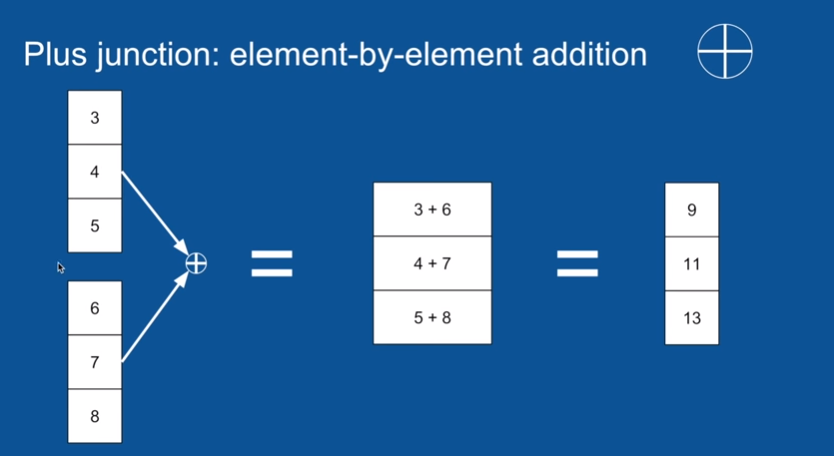 Plus junction: element-by-element addition
3
4
5
6
7
8
=
3 + 6
4 + 7
5 + 8
=
9
11
13